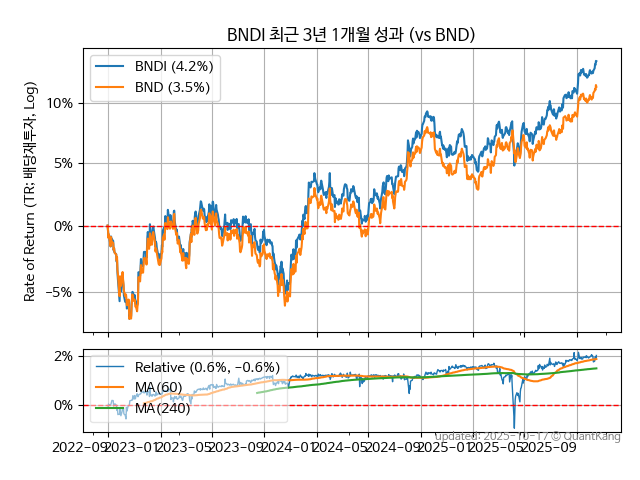 BNDI 최근 3년 1개월 성과 (vs BND)
Rate of Return (TR: 배당재투자, Log)
BNDI (4.2%)
BND (3.5%)
10%
5%
0%
−5%
Relative (0.6%, −0.6%)
MA(60)
MA(240)
2%
0%
2022−09 2023−01 2023−05 2023−09 2024−01 2024−05 2024−09 2025−01 2025−05 2025−09
updated: 2025−10−17 © QuantKang